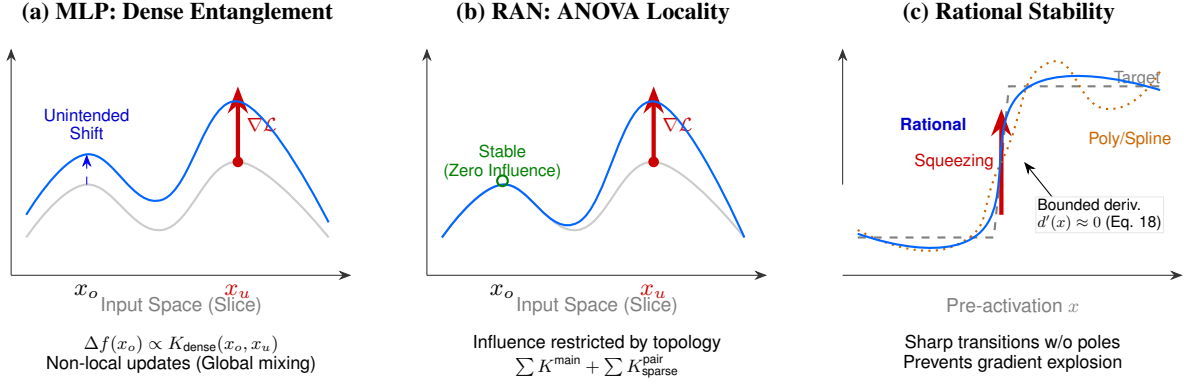 (a) MLP: Dense Entanglement
Unintended
Shift
∇ℒ
x_o
x_u
Input Space (Slice)
Δf(x_o) ∝ K_dense(x_o, x_u)
Non-local updates (Global mixing)
(b) RAN: ANOVA Locality
Stable
(Zero Influence)
∇ℒ
x_o
x_u
Input Space (Slice)
Influence restricted by topology
∑ K^main + ∑ K^pair_sparse
(c) Rational Stability
Target
Rational
Poly/Spline
Squeezing
Bounded deriv.
d′(x) ≈ 0 (Eq. 18)
Pre-activation x
Sharp transitions w/o poles
Prevents gradient explosion